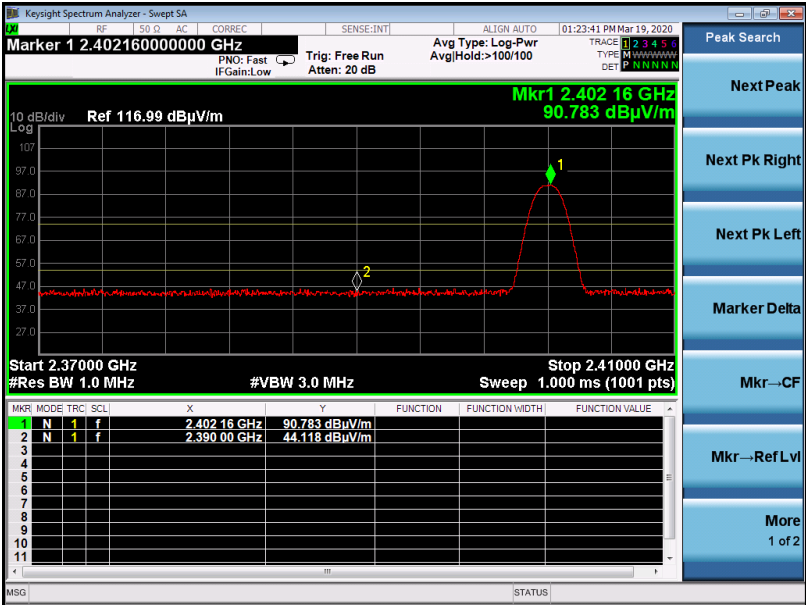 Keysight Spectrum Analyzer - Swept SA
LXI RF 50 Ω AC CORREC SENSE:INT ALIGN AUTO 01:23:41 PM Mar 19, 2020
Marker 1 2.402160000000 GHz
PNO: Fast
IFGain:Low
Trig: Free Run
Atten: 20 dB
Avg Type: Log-Pwr
Avg|Hold:>100/100
TRACE 1 2 3 4 5 6
TYPE M W W W W W
DET P N N N N N
Mkr1 2.402 16 GHz
90.783 dBµV/m
10 dB/div Ref 116.99 dBµV/m
Log
107
97.0
87.0
77.0
67.0
57.0
47.0
37.0
27.0
1
2
Start 2.37000 GHz Stop 2.41000 GHz
#Res BW 1.0 MHz #VBW 3.0 MHz Sweep 1.000 ms (1001 pts)
MKR MODE TRC SCL X Y FUNCTION FUNCTION WIDTH FUNCTION VALUE
1 N 1 f 2.402 16 GHz 90.783 dBµV/m
2 N 1 f 2.390 00 GHz 44.118 dBµV/m
3
4
5
6
7
8
9
10
11
MSG STATUS
Peak Search
Next Peak
Next Pk Right
Next Pk Left
Marker Delta
Mkr→CF
Mkr→Ref Lvl
More
1 of 2